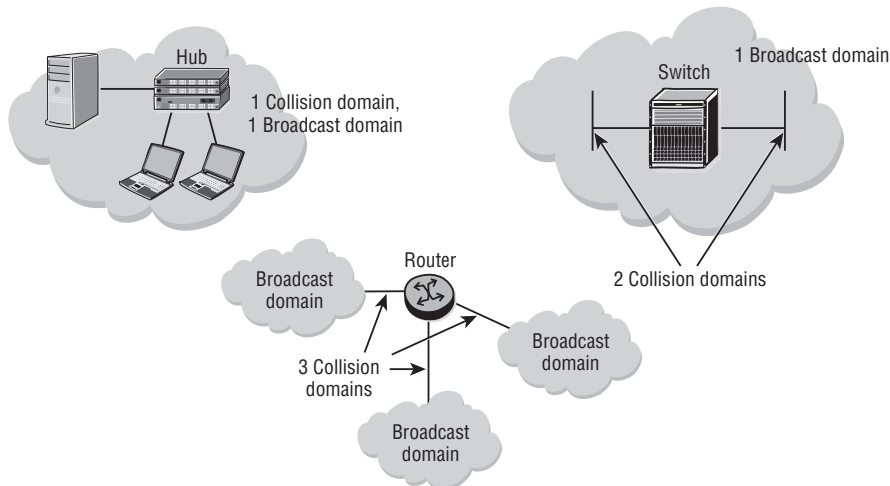 Hub
1 Collision domain,
1 Broadcast domain
1 Broadcast domain
Switch
2 Collision domains
Router
Broadcast
domain
3 Collision
domains
Broadcast
domain
Broadcast
domain